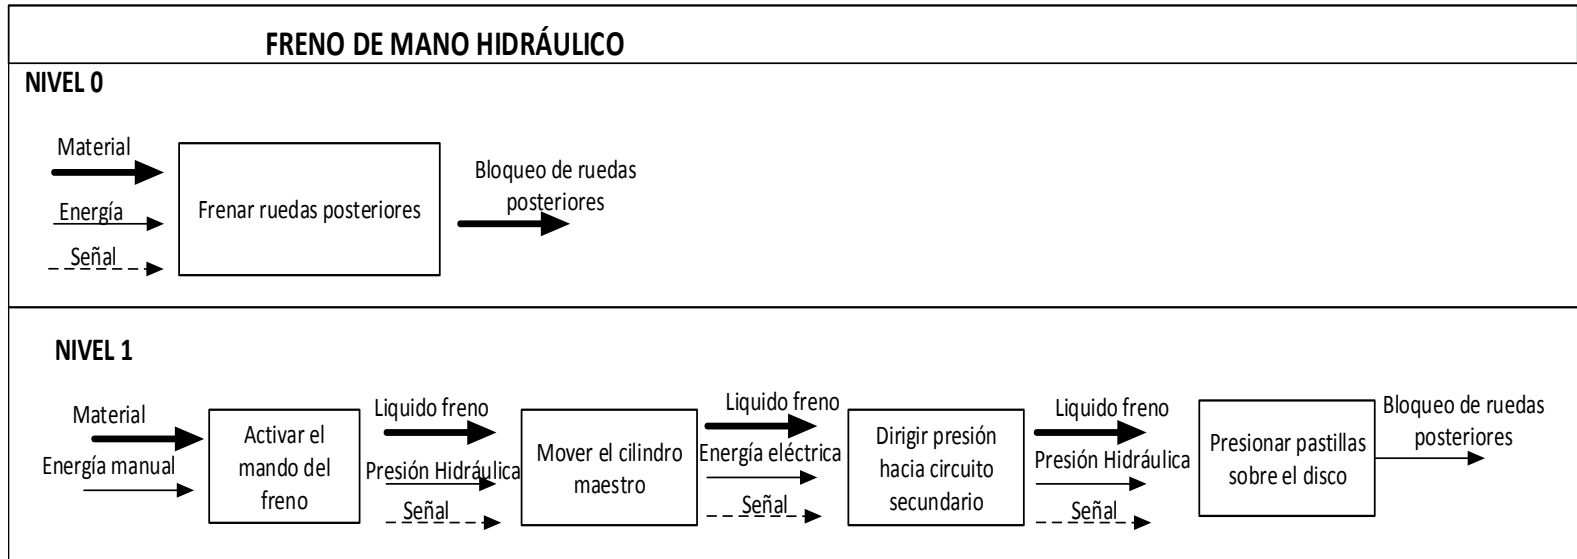 FRENO DE MANO HIDRÁULICO
NIVEL 0
Material
Energía
Señal
Frenar ruedas posteriores
Bloqueo de ruedas
posteriores
NIVEL 1
Material
Energía manual
Activar el
mando del
freno
Liquido freno
Presión Hidráulica
Señal
Mover el cilindro
maestro
Liquido freno
Energía eléctrica
Señal
Dirigir presión
hacia circuito
secundario
Liquido freno
Presión Hidráulica
Señal
Presionar pastillas
sobre el disco
Bloqueo de ruedas
posteriores